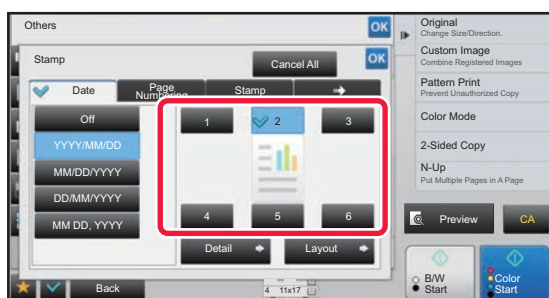 Others
OK
Stamp
Cancel All
OK
Date
Page
Numbering
Stamp
Off
YYYY/MM/DD
MM/DD/YYYY
DD/MM/YYYY
MM DD, YYYY
1
2
3
4
5
6
Detail
Layout
Back
4 11x17
Original
Change Size/Direction.
Custom Image
Combine Registered Images
Pattern Print
Prevent Unauthorized Copy
Color Mode
2-Sided Copy
N-Up
Put Multiple Pages in A Page
Preview
CA
B/W
Start
Color
Start